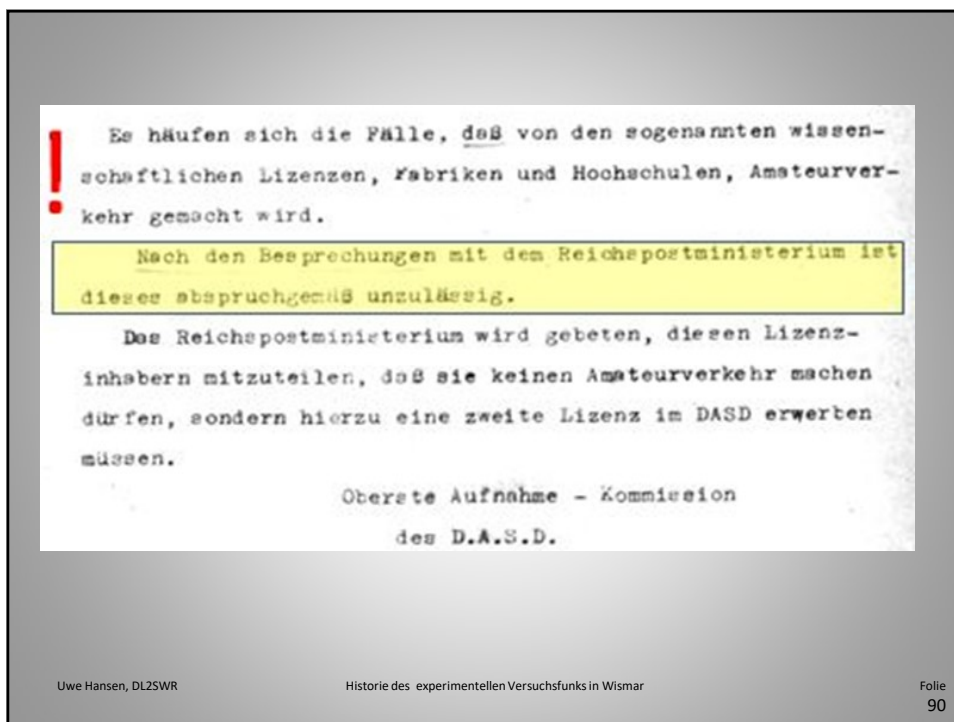 !
Es häufen sich die Fälle, daß von den sogenannten wissen-
schaftlichen Lizenzen, Fabriken und Hochschulen, Amateurver-
kehr gemacht wird.
Nach den Besprechungen mit dem Reichspostministerium ist
dieses abspruchgemäß unzulässig.
Das Reichspostministerium wird gebeten, diesen Lizenz-
inhabern mitzuteilen, daß sie keinen Amateurverkehr machen
dürfen, sondern hierzu eine zweite Lizenz im DASD erwerben
müssen.
Oberste Aufnahme - Kommission
des D.A.S.D.
Uwe Hansen, DL2SWR Historie des experimentellen Versuchsfunks in Wismar Folie
90